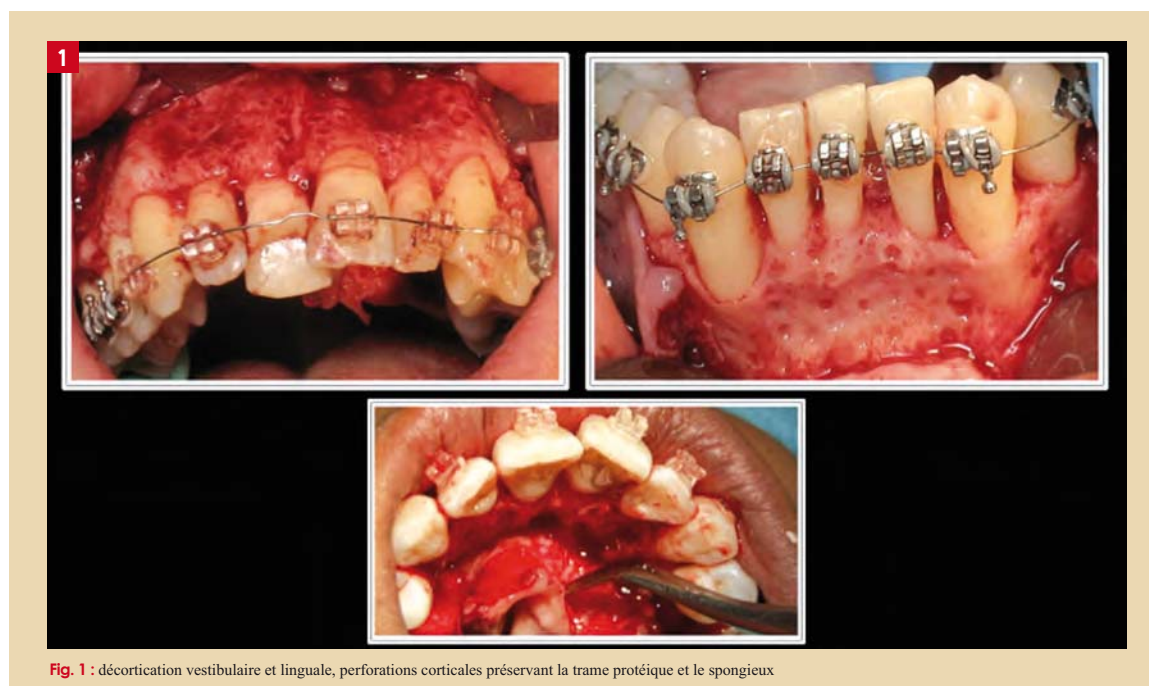 1
Fig. 1 : décortication vestibulaire et linguale, perforations corticales préservant la trame protéique et le spongieux